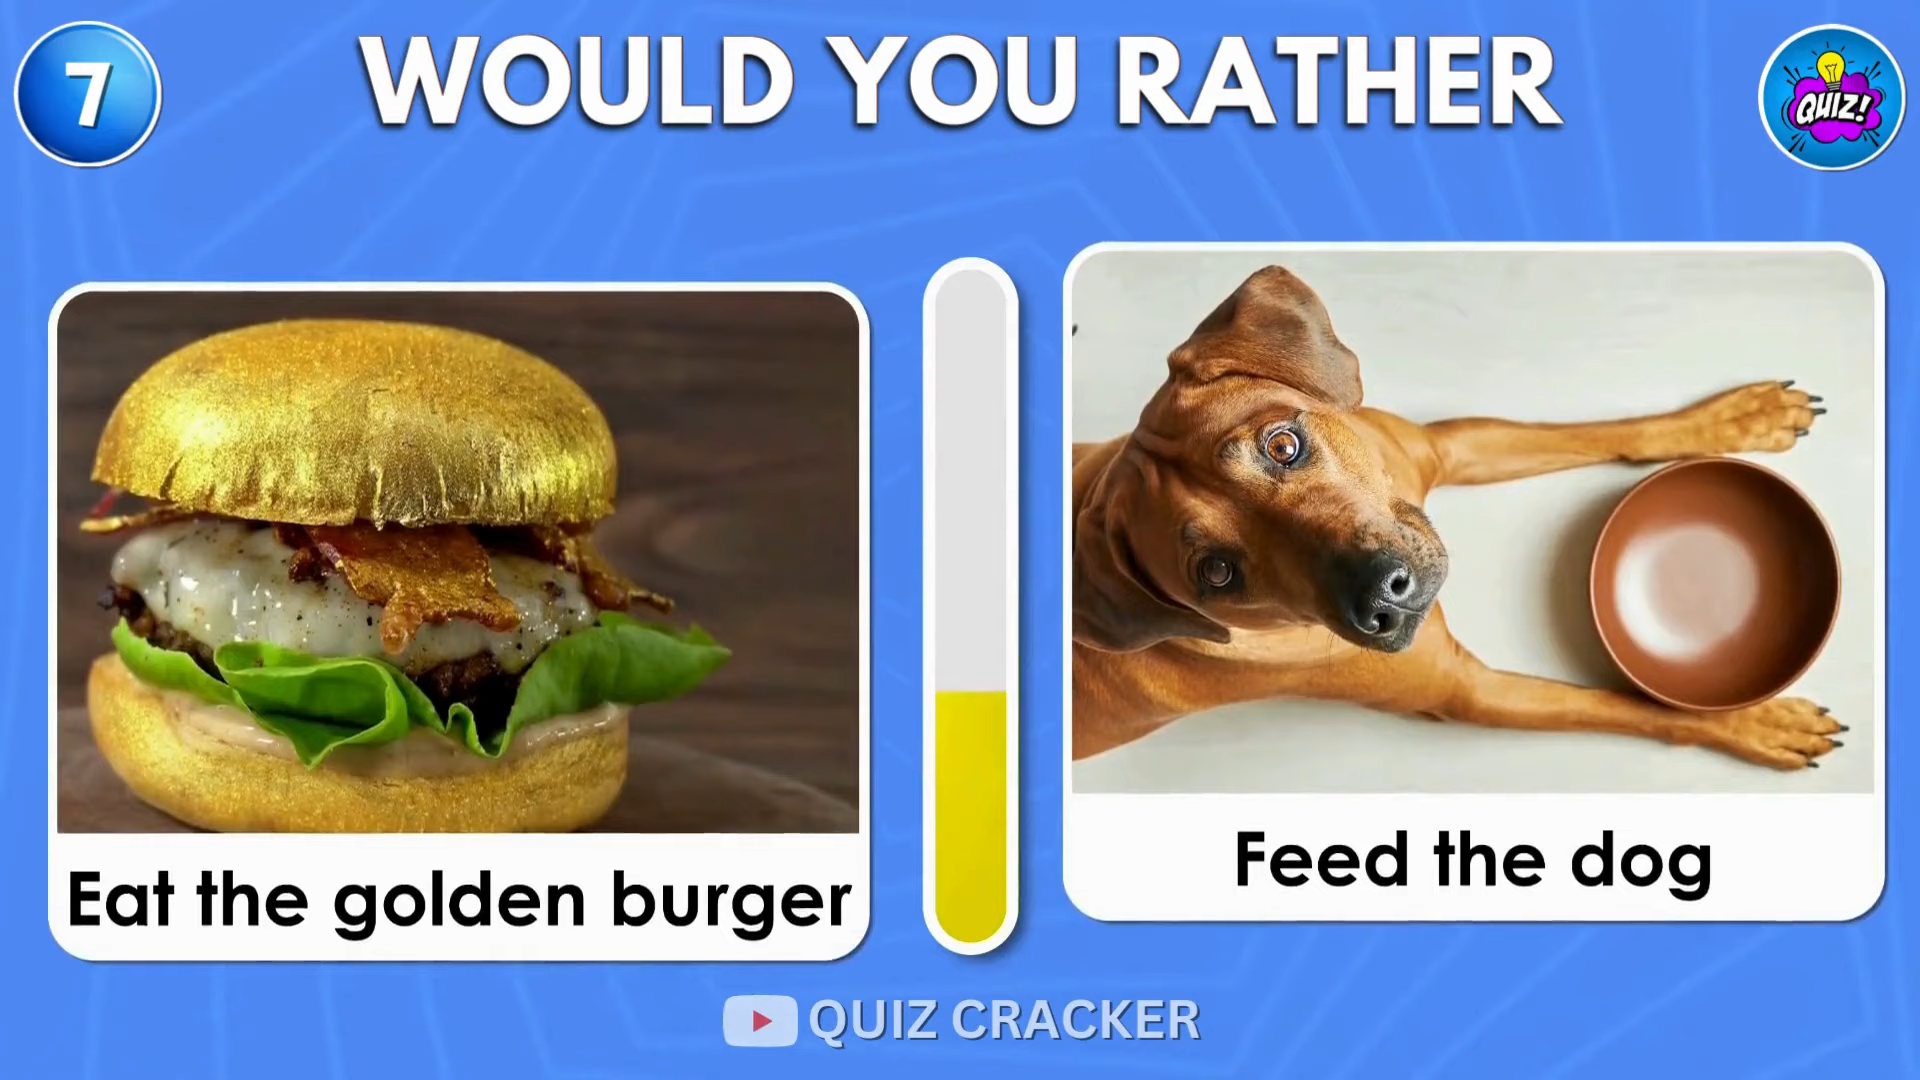 7
WOULD YOU RATHER
QUIZ!
Eat the golden burger
Feed the dog
QUIZ CRACKER